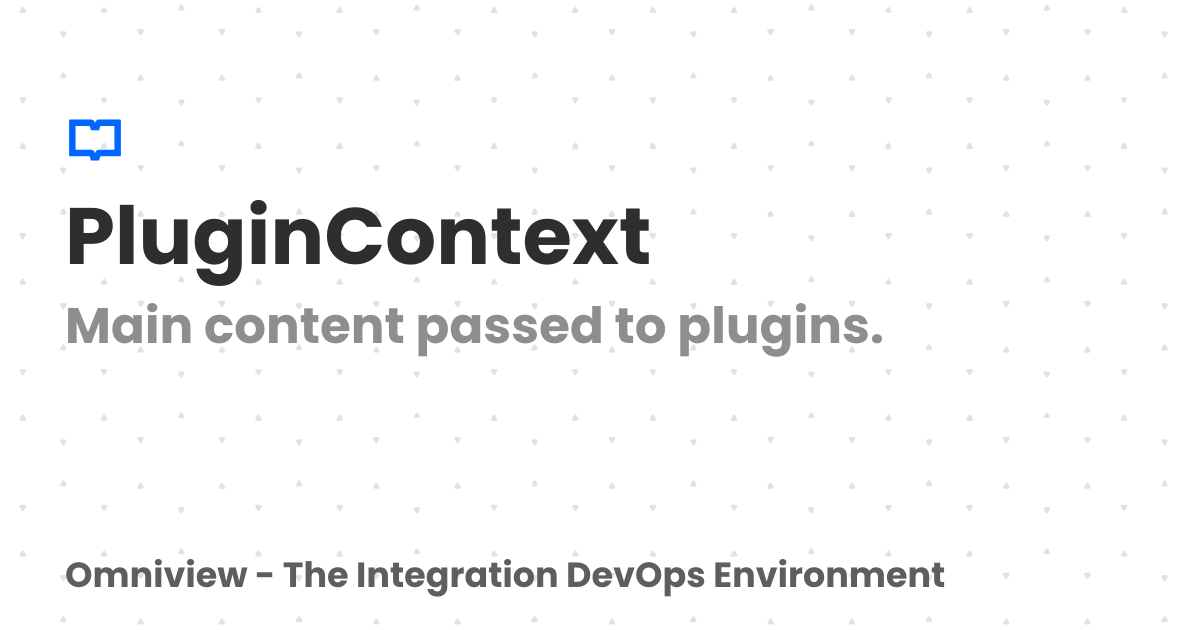 PluginContext
Main content passed to plugins.
Omniview - The Integration DevOps Environment